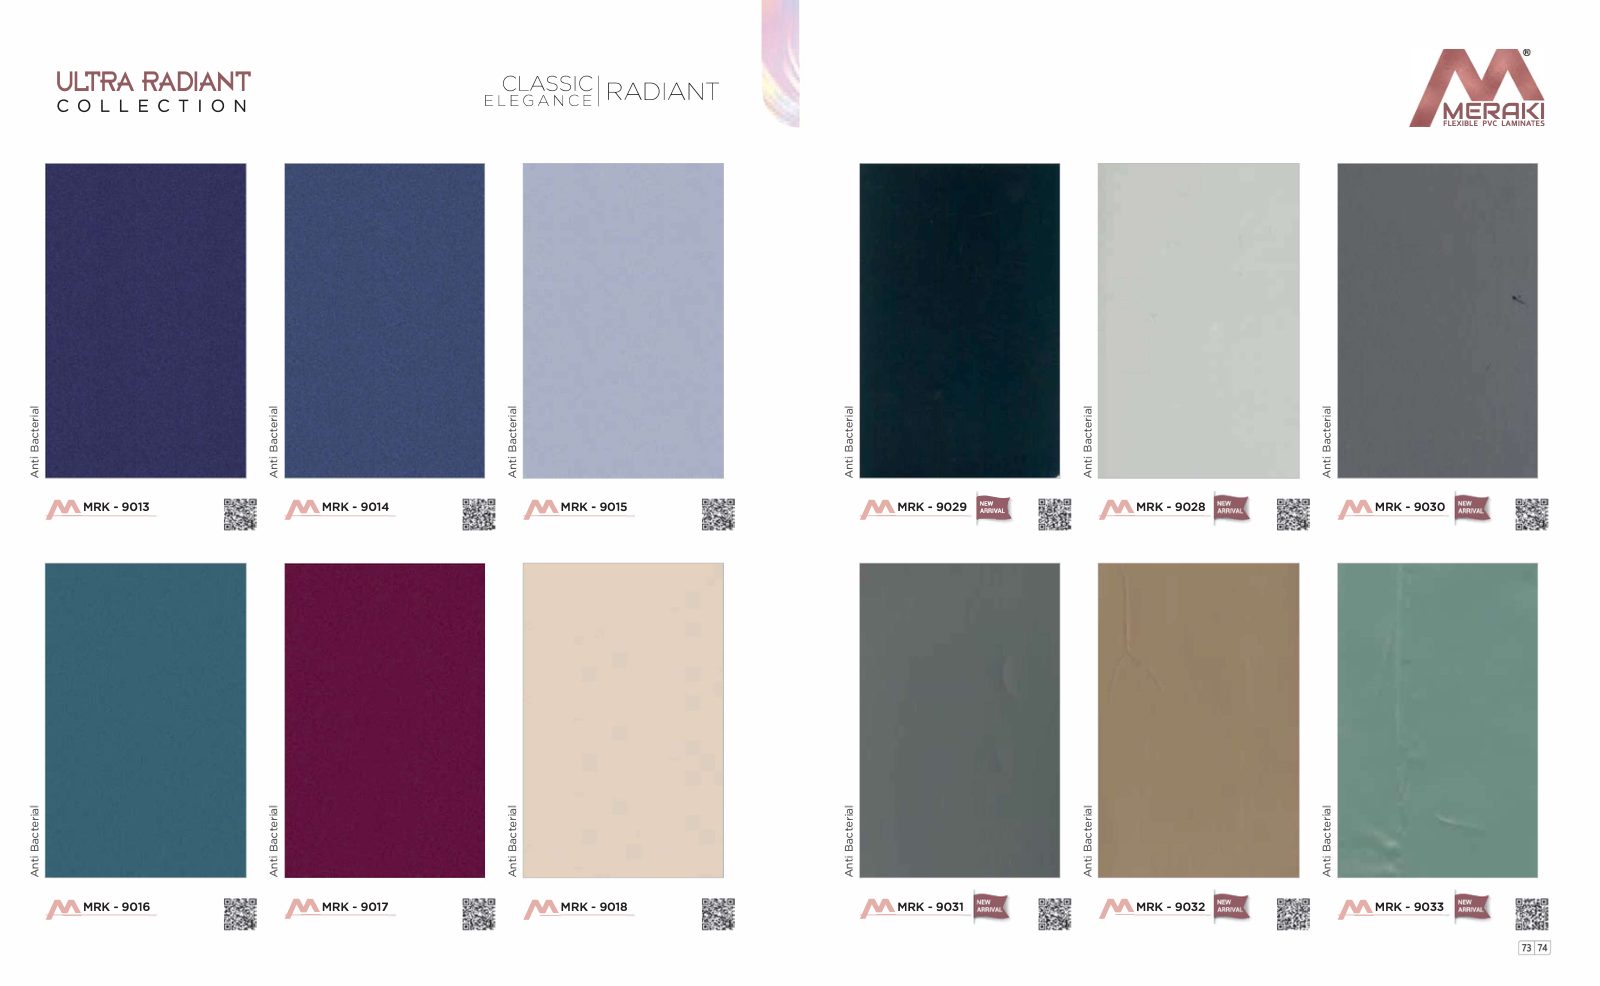 ULTRA RADIANT
COLLECTION
CLASSIC
ELEGANCE
RADIANT
®
MERAKI
FLEXIBLE PVC LAMINATES
Anti Bacterial
Anti Bacterial
Anti Bacterial
Anti Bacterial
Anti Bacterial
Anti Bacterial
MRK - 9013
MRK - 9014
MRK - 9015
MRK - 9029
NEW
ARRIVAL
MRK - 9028
NEW
ARRIVAL
MRK - 9030
NEW
ARRIVAL
Anti Bacterial
Anti Bacterial
Anti Bacterial
Anti Bacterial
Anti Bacterial
Anti Bacterial
MRK - 9016
MRK - 9017
MRK - 9018
MRK - 9031
NEW
ARRIVAL
MRK - 9032
NEW
ARRIVAL
MRK - 9033
NEW
ARRIVAL
73 74